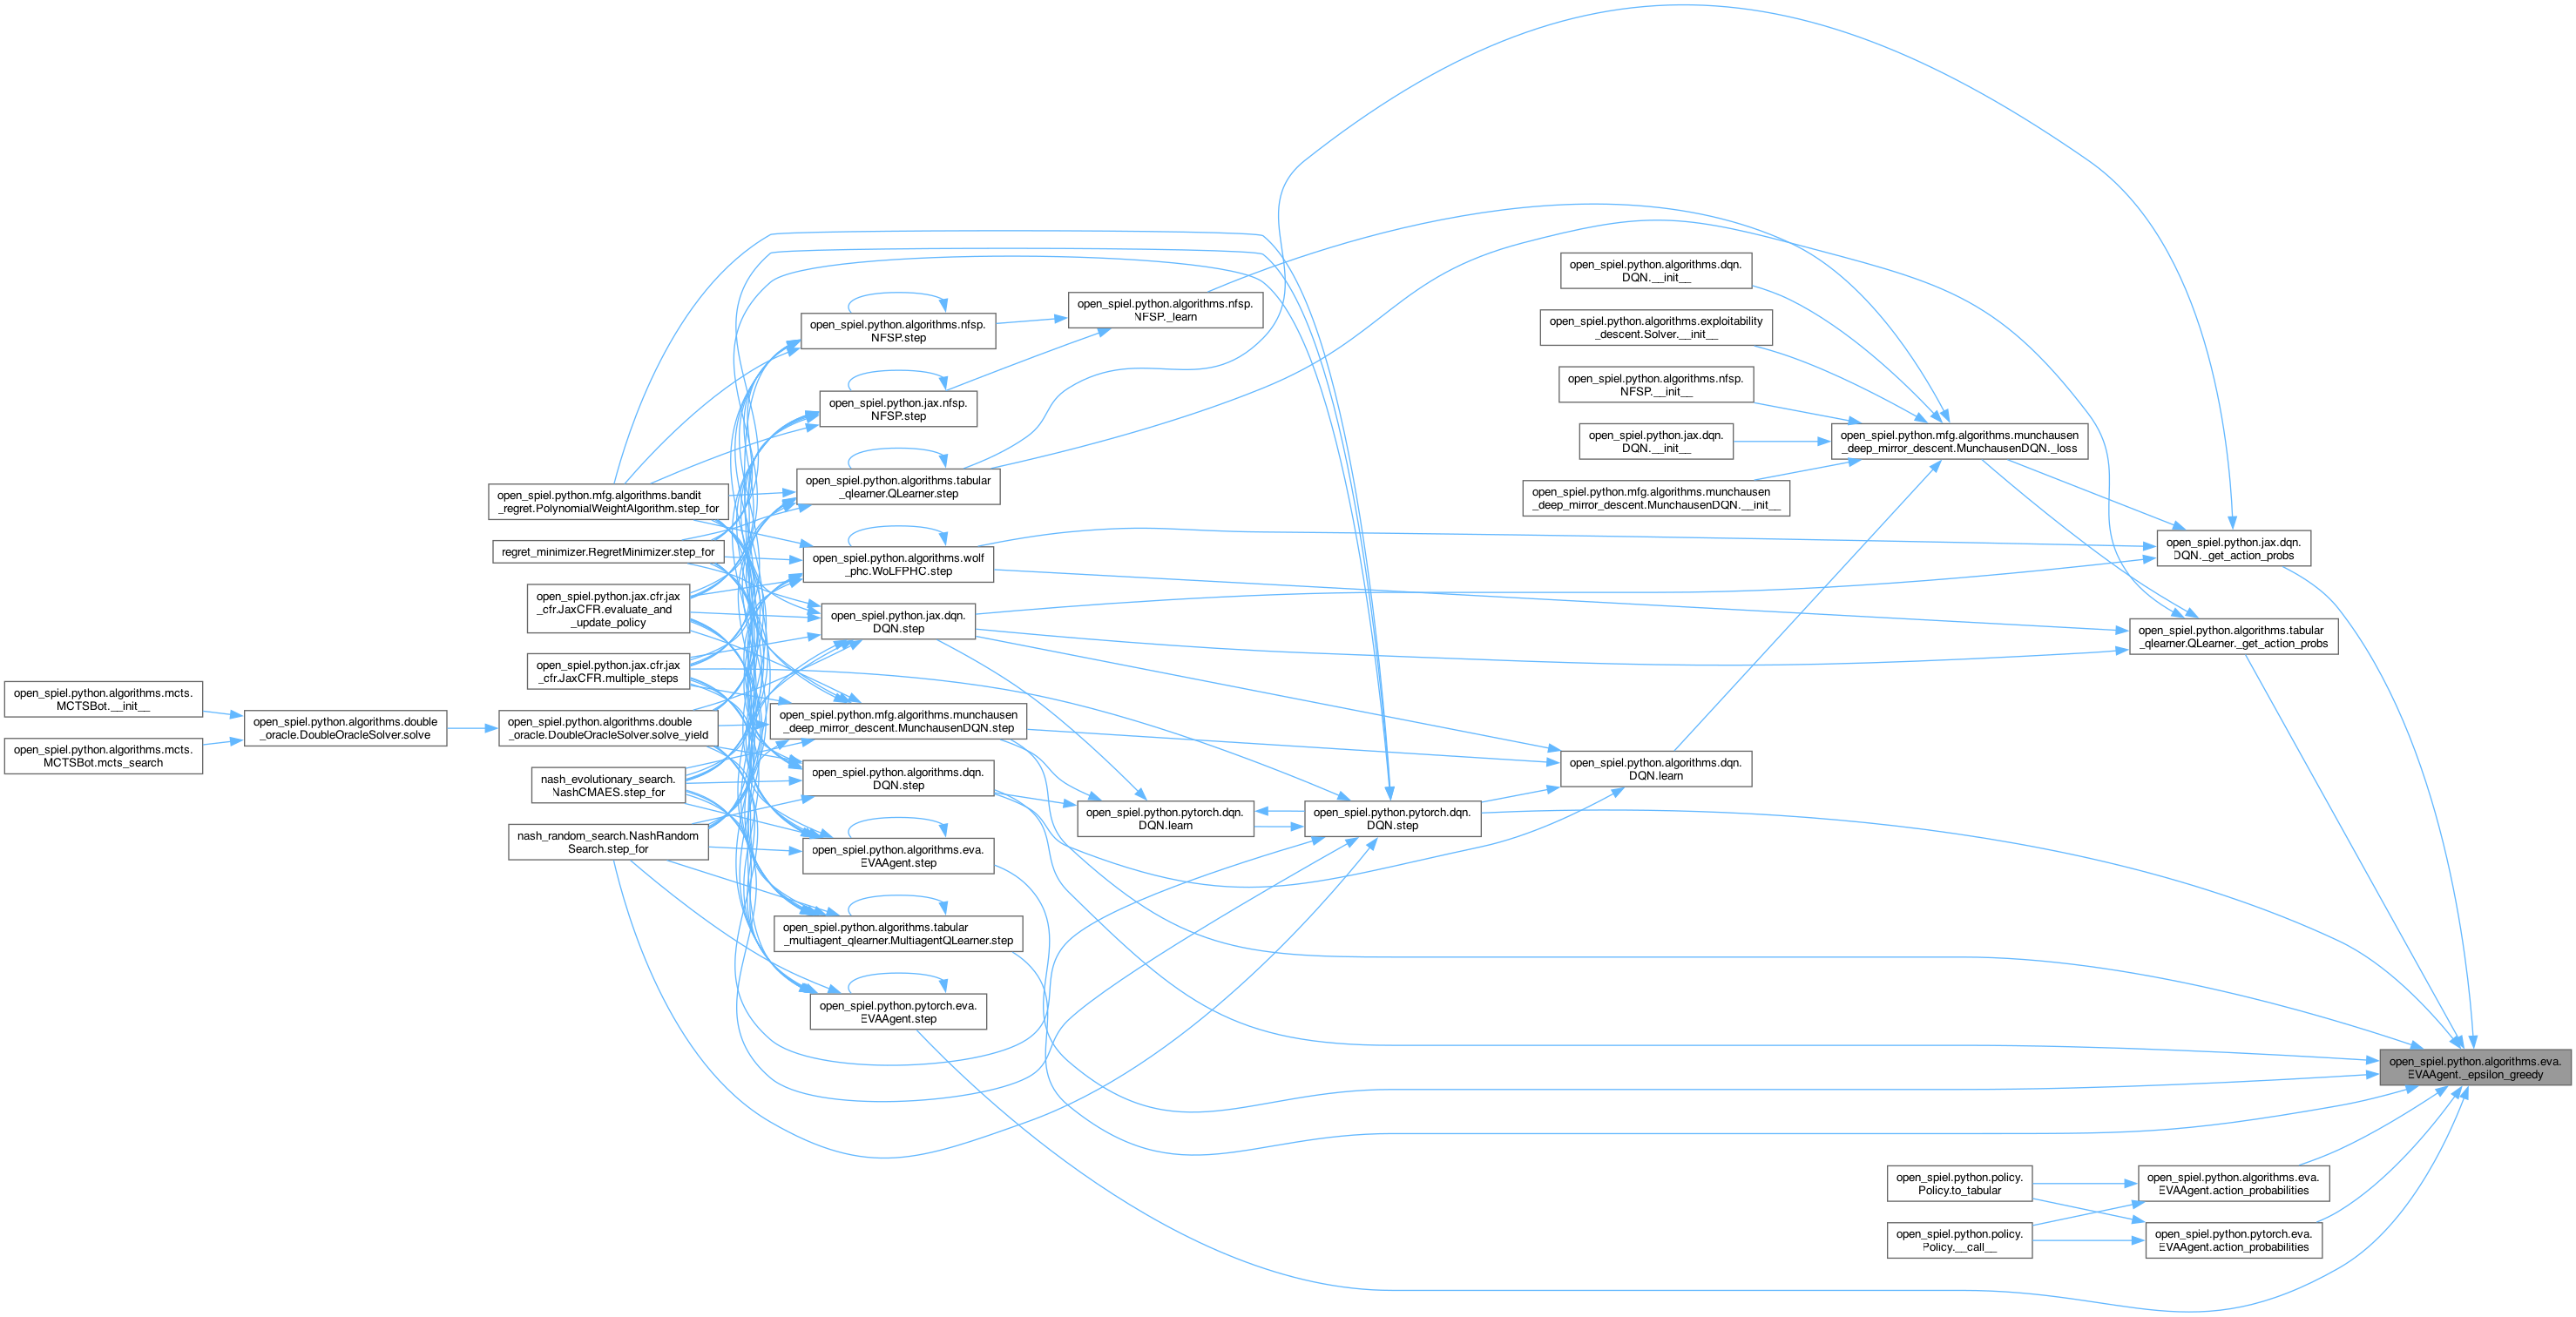 open_spiel.python.algorithms.mcts.
MCTSBot.__init__
open_spiel.python.algorithms.mcts.
MCTSBot.mcts_search
open_spiel.python.algorithms.double
_oracle.DoubleOracleSolver.solve
open_spiel.python.mfg.algorithms.bandit
_regret.PolynomialWeightAlgorithm.step_for
regret_minimizer.RegretMinimizer.step_for
open_spiel.python.jax.cfr.jax
_cfr.JaxCFR.evaluate_and
_update_policy
open_spiel.python.jax.cfr.jax
_cfr.JaxCFR.multiple_steps
open_spiel.python.algorithms.double
_oracle.DoubleOracleSolver.solve_yield
nash_evolutionary_search.
NashCMAES.step_for
nash_random_search.NashRandom
Search.step_for
open_spiel.python.algorithms.nfsp.
NFSP.step
open_spiel.python.jax.nfsp.
NFSP.step
open_spiel.python.algorithms.tabular
_qlearner.QLearner.step
open_spiel.python.algorithms.wolf
_phc.WoLFPHC.step
open_spiel.python.jax.dqn.
DQN.step
open_spiel.python.mfg.algorithms.munchausen
_deep_mirror_descent.MunchausenDQN.step
open_spiel.python.algorithms.dqn.
DQN.step
open_spiel.python.algorithms.eva.
EVAAgent.step
open_spiel.python.algorithms.tabular
_multiagent_qlearner.MultiagentQLearner.step
open_spiel.python.pytorch.eva.
EVAAgent.step
open_spiel.python.algorithms.nfsp.
NFSP._learn
open_spiel.python.pytorch.dqn.
DQN.learn
open_spiel.python.pytorch.dqn.
DQN.step
open_spiel.python.algorithms.dqn.
DQN.__init__
open_spiel.python.algorithms.exploitability
_descent.Solver.__init__
open_spiel.python.algorithms.nfsp.
NFSP.__init__
open_spiel.python.jax.dqn.
DQN.__init__
open_spiel.python.mfg.algorithms.munchausen
_deep_mirror_descent.MunchausenDQN.__init__
open_spiel.python.algorithms.dqn.
DQN.learn
open_spiel.python.mfg.algorithms.munchausen
_deep_mirror_descent.MunchausenDQN._loss
open_spiel.python.policy.
Policy.to_tabular
open_spiel.python.policy.
Policy.__call__
open_spiel.python.jax.dqn.
DQN._get_action_probs
open_spiel.python.algorithms.tabular
_qlearner.QLearner._get_action_probs
open_spiel.python.algorithms.eva.
EVAAgent.action_probabilities
open_spiel.python.pytorch.eva.
EVAAgent.action_probabilities
open_spiel.python.algorithms.eva.
EVAAgent._epsilon_greedy